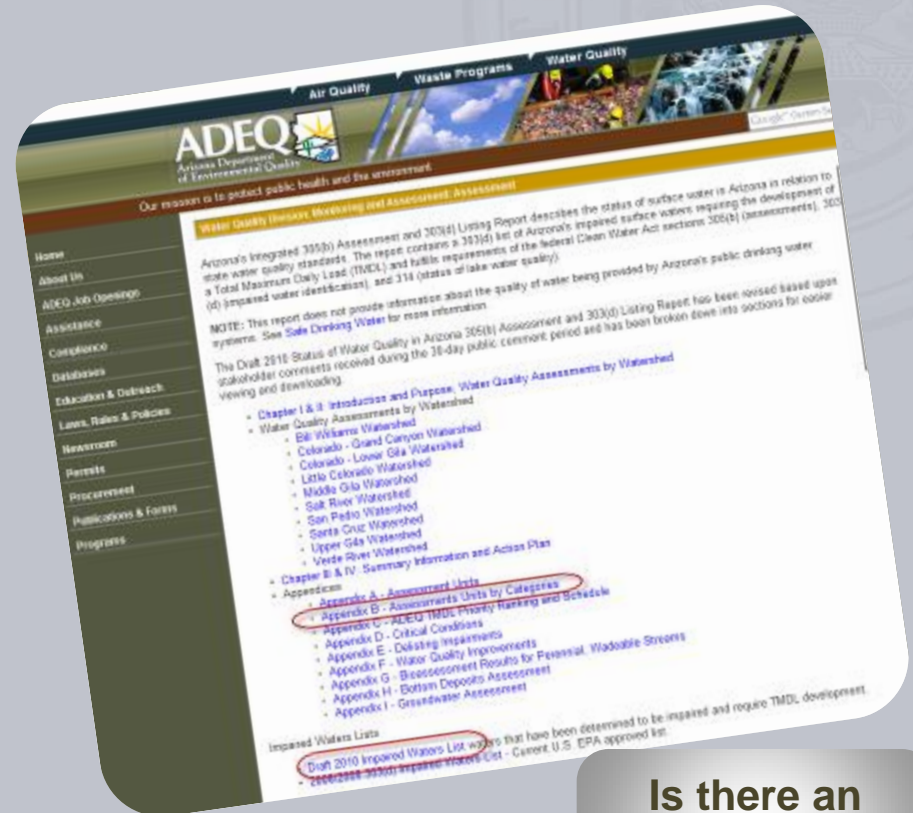 Air Quality
Waste Programs
Water Quality
ADEQ
Arizona Department
of Environmental Quality
Our mission is to protect public health and the environment
Water Quality Division: Monitoring and Assessment: Assessment
Home
About Us
ADEQ Job Openings
Assistance
Compliance
Databases
Education & Outreach
Laws, Rules & Policies
Newsroom
Permits
Procurement
Publications & Forms
Programs
Arizona's Integrated 305(b) Assessment and 303(d) Listing Report describes the status of surface water in Arizona in relation to
state water quality standards. The report contains a 303(d) list of Arizona's impaired surface waters requiring the development of
a Total Maximum Daily Load (TMDL) and fulfills requirements of the federal Clean Water Act sections 305(b) (assessments), 303
(d) (impaired water identification), and 314 (status of lake water quality).
NOTE: This report does not provide information about the quality of water being provided by Arizona's public drinking water
systems. See Safe Drinking Water for more information.
The Draft 2010 Status of Water Quality in Arizona 305(b) Assessment and 303(d) Listing Report has been revised based upon
stakeholder comments received during the 30-day public comment period and has been broken down into sections for easier
viewing and downloading.
Chapter I & II: Introduction and Purpose, Water Quality Assessments by Watershed
Water Quality Assessments by Watershed
Bill Williams Watershed
Colorado - Grand Canyon Watershed
Colorado - Lower Gila Watershed
Little Colorado Watershed
Middle Gila Watershed
Salt River Watershed
San Pedro Watershed
Santa Cruz Watershed
Upper Gila Watershed
Verde River Watershed
Chapter III & IV: Summary Information and Action Plan
Appendices
Appendix A - Assessment Units
Appendix B - Assessments Units by Categories
Appendix C - ADEQ TMDL Priority Ranking and Schedule
Appendix D - Critical Conditions
Appendix E - Delisting Impairments
Appendix F - Water Quality Improvements
Appendix G - Bioassessment Results for Perennial, Wadeable Streams
Appendix H - Bottom Deposits Assessment
Appendix I - Groundwater Assessment
Impaired Waters Lists
Draft 2010 Impaired Waters List waters that have been determined to be impaired and require TMDL development.
2006/2008 303(d) Impaired Waters List - Current U.S. EPA approved list.
Is there an